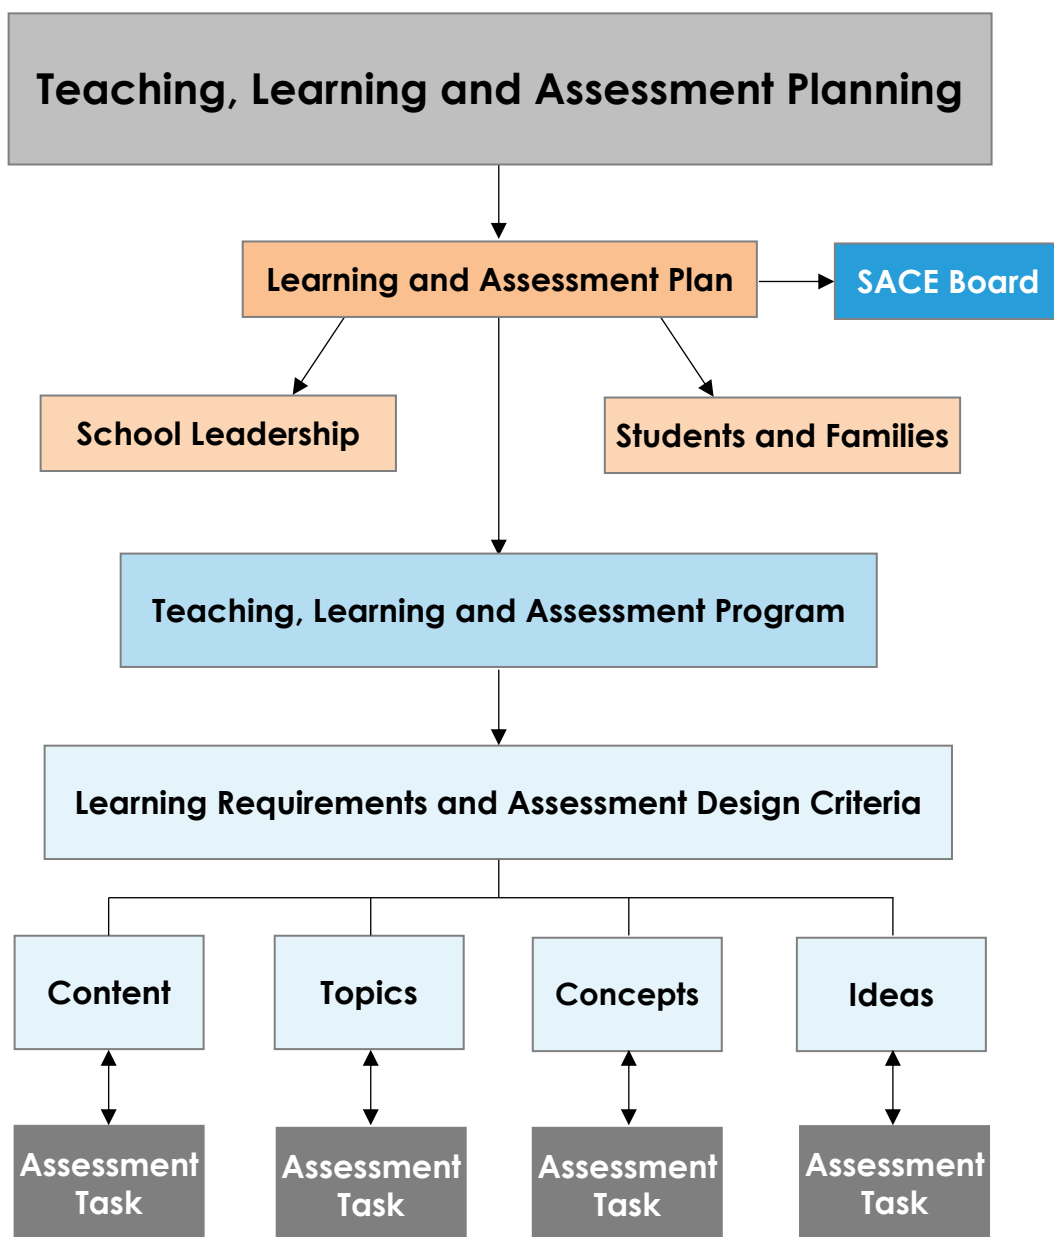 Teaching, Learning and Assessment Planning
Learning and Assessment Plan
SACE Board
School Leadership
Students and Families
Teaching, Learning and Assessment Program
Learning Requirements and Assessment Design Criteria
Content
Topics
Concepts
Ideas
Assessment
Task
Assessment
Task
Assessment
Task
Assessment
Task